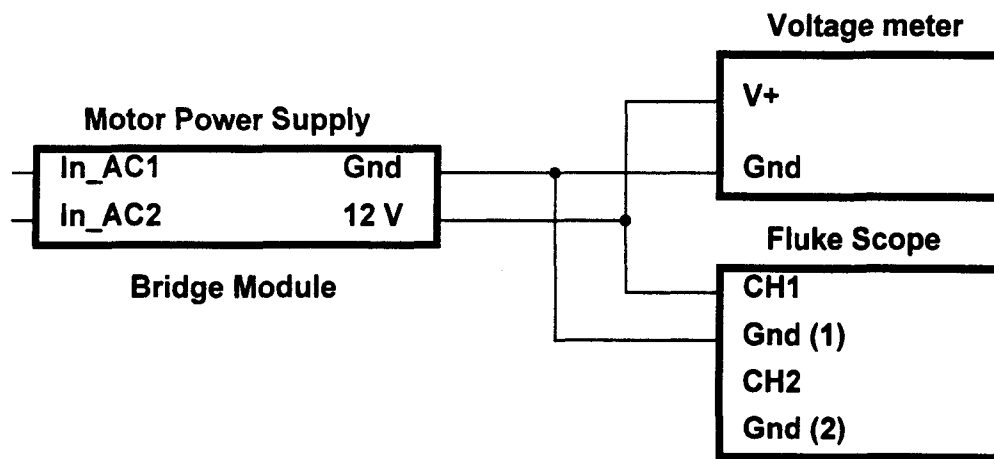 Voltage meter
V+
Gnd
Motor Power Supply
In_AC1 Gnd
In_AC2 12 V
Bridge Module
Fluke Scope
CH1
Gnd (1)
CH2
Gnd (2)